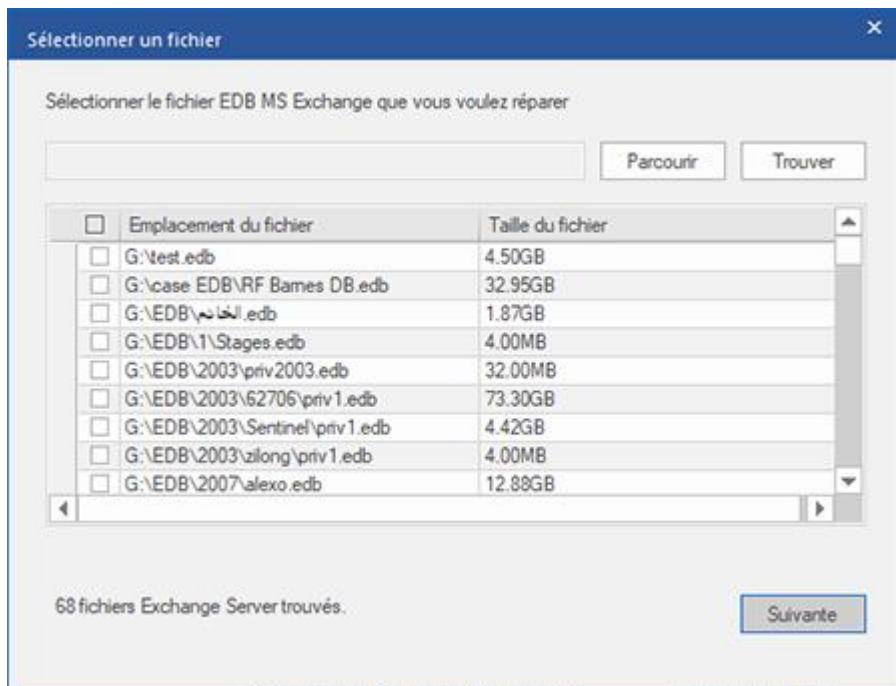 Sélectionner un fichier
Sélectionner le fichier EDB MS Exchange que vous voulez réparer
Parcourir Trouver
Emplacement du fichier Taille du fichier
G:\test.edb 4.50GB
G:\case EDB\RF Barnes DB.edb 32.95GB
G:\EDB\الخاتم.edb 1.87GB
G:\EDB\1\Stages.edb 4.00MB
G:\EDB\2003\priv2003.edb 32.00MB
G:\EDB\2003\62706\priv1.edb 73.30GB
G:\EDB\2003\Sentinel\priv1.edb 4.42GB
G:\EDB\2003\zilong\priv1.edb 4.00MB
G:\EDB\2007\alexo.edb 12.88GB
68 fichiers Exchange Server trouvés.
Suivante